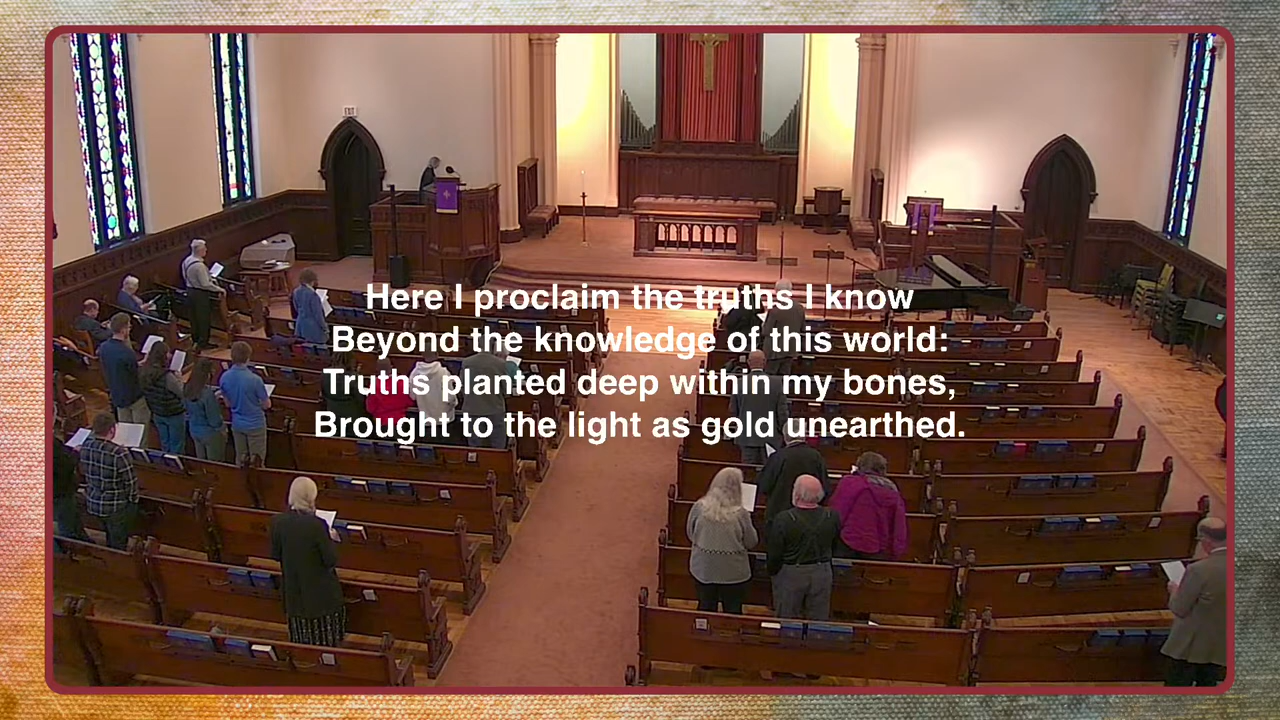 Here I proclaim the truths I know
Beyond the knowledge of this world:
Truths planted deep within my bones,
Brought to the light as gold unearthed.